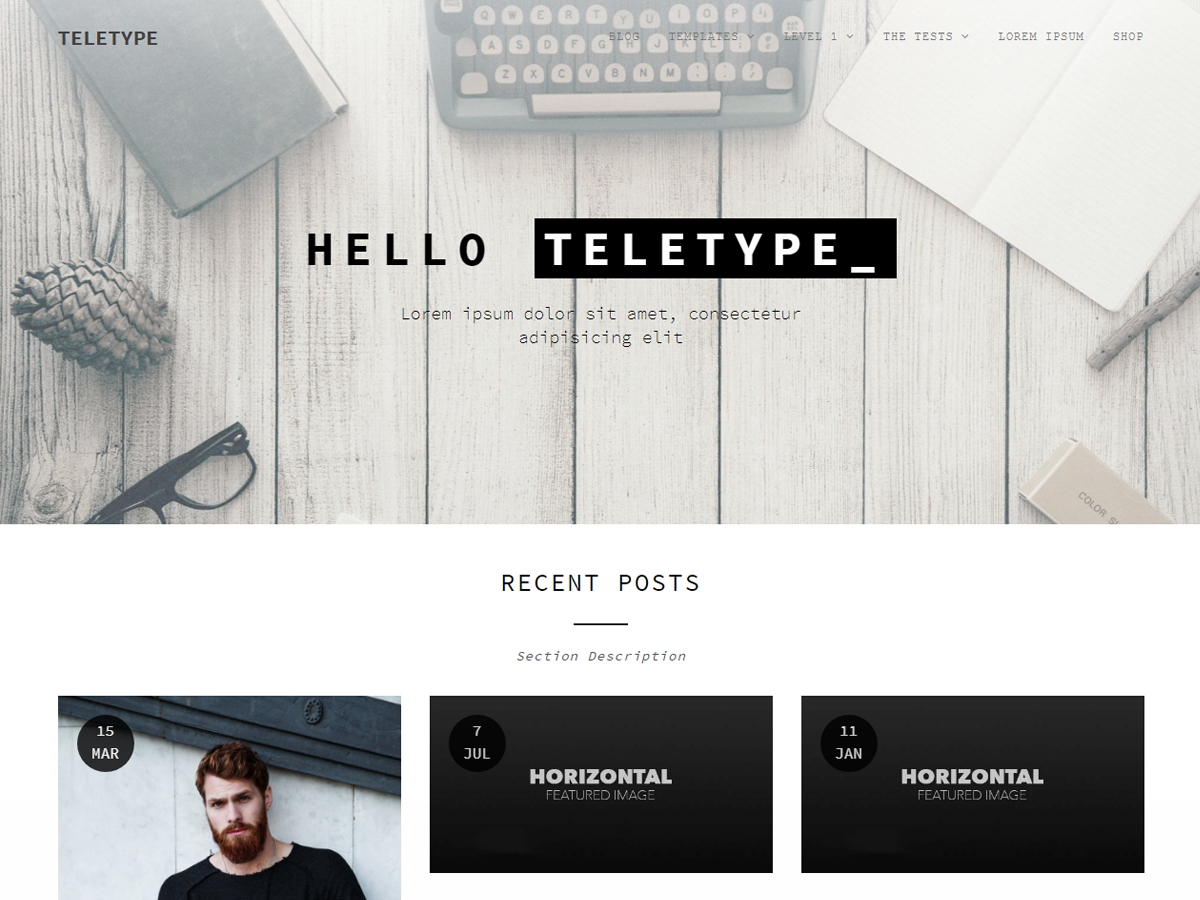 TELETYPE
BLOG TEMPLATES LEVEL 1 THE TESTS LOREM IPSUM SHOP
Q W E R T Y U I O P
A S D F G H J K L
Z X C V B N M
HELLO TELETYPE_
Lorem ipsum dolor sit amet, consectetur
adipisicing elit
COLOR
RECENT POSTS
Section Description
15
MAR
7
JUL
11
JAN
HORIZONTAL
FEATURED IMAGE
HORIZONTAL
FEATURED IMAGE